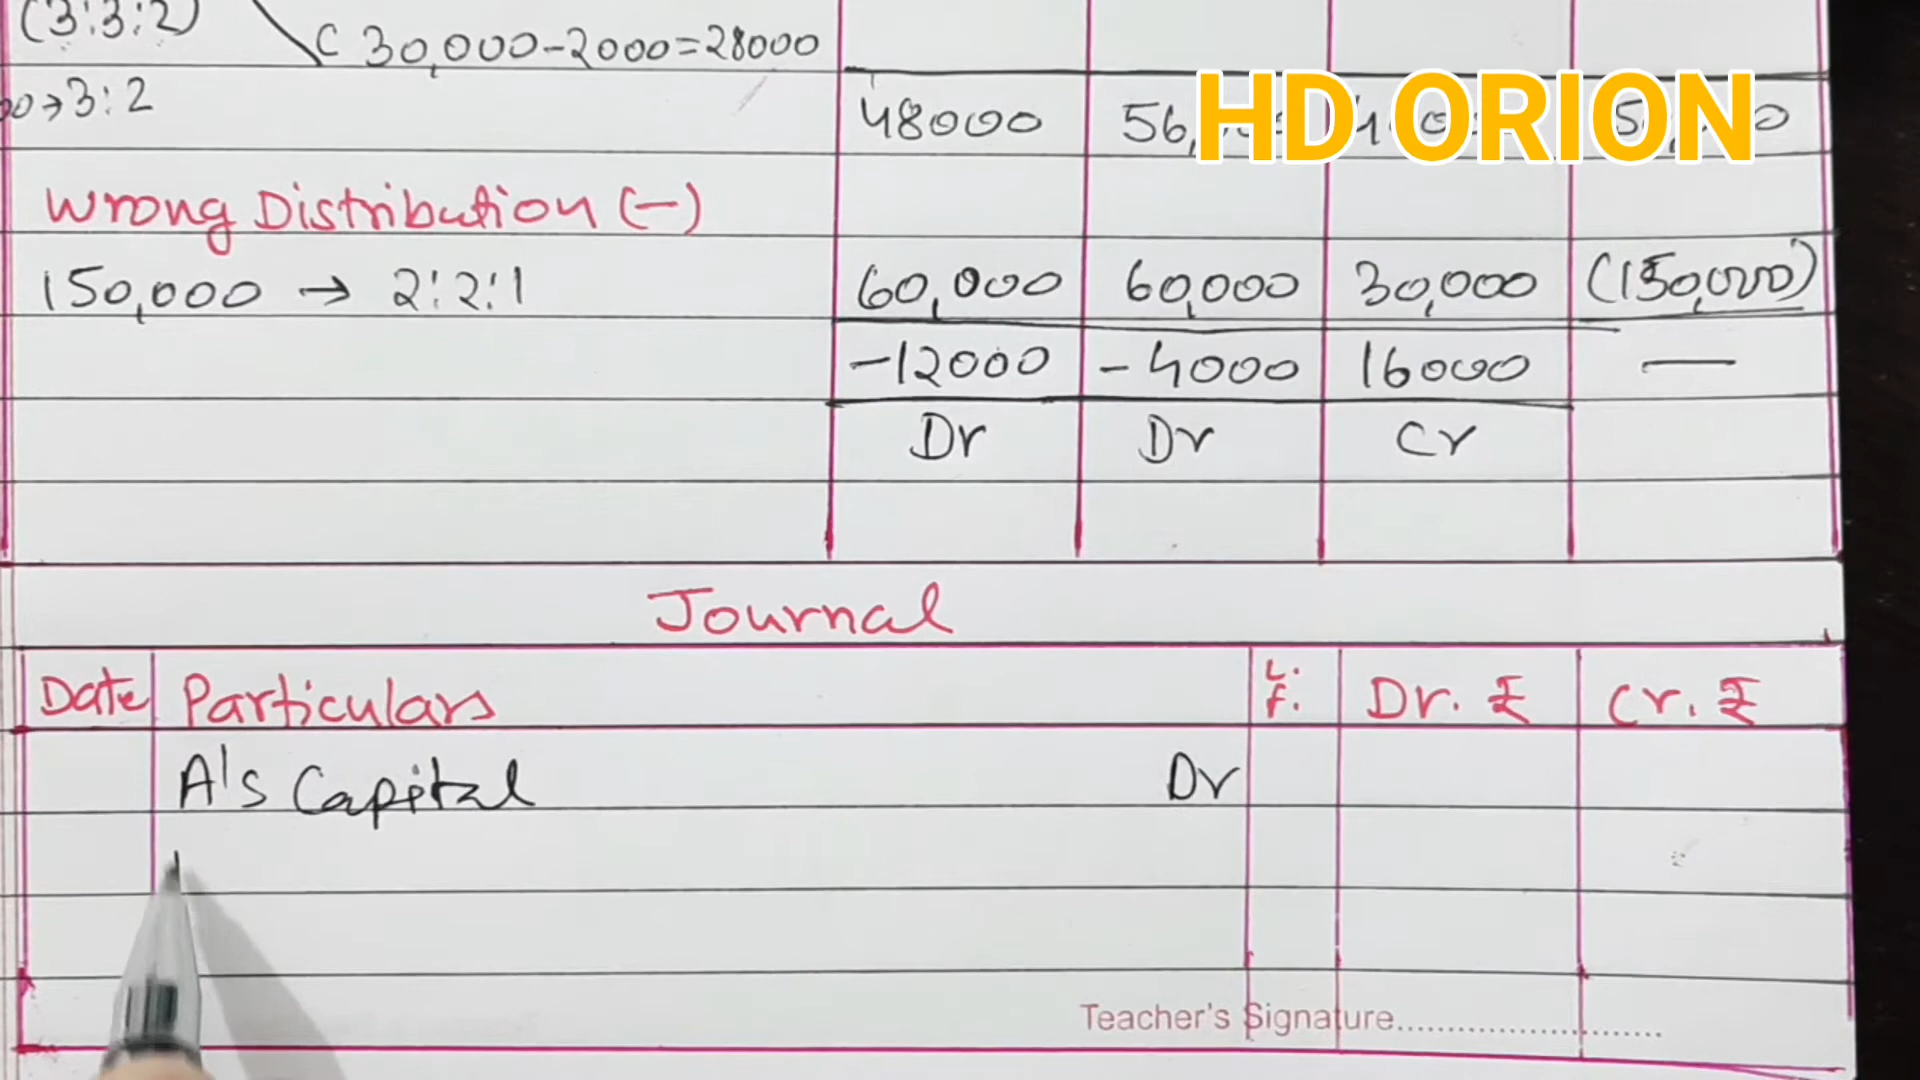 (3:3:2)
C 30,000-2000=28000
→3:2
48000
HD ORION
Wrong Distribution (-)
150,000 → 2:2:1 60,000 60,000 30,000 (150,000)
-12000 -4000 16000 —
Dr Dr Cr
Journal
Date Particulars L.F. Dr. ₹ Cr. ₹
A's Capital Dr
Teacher's Signature..........................